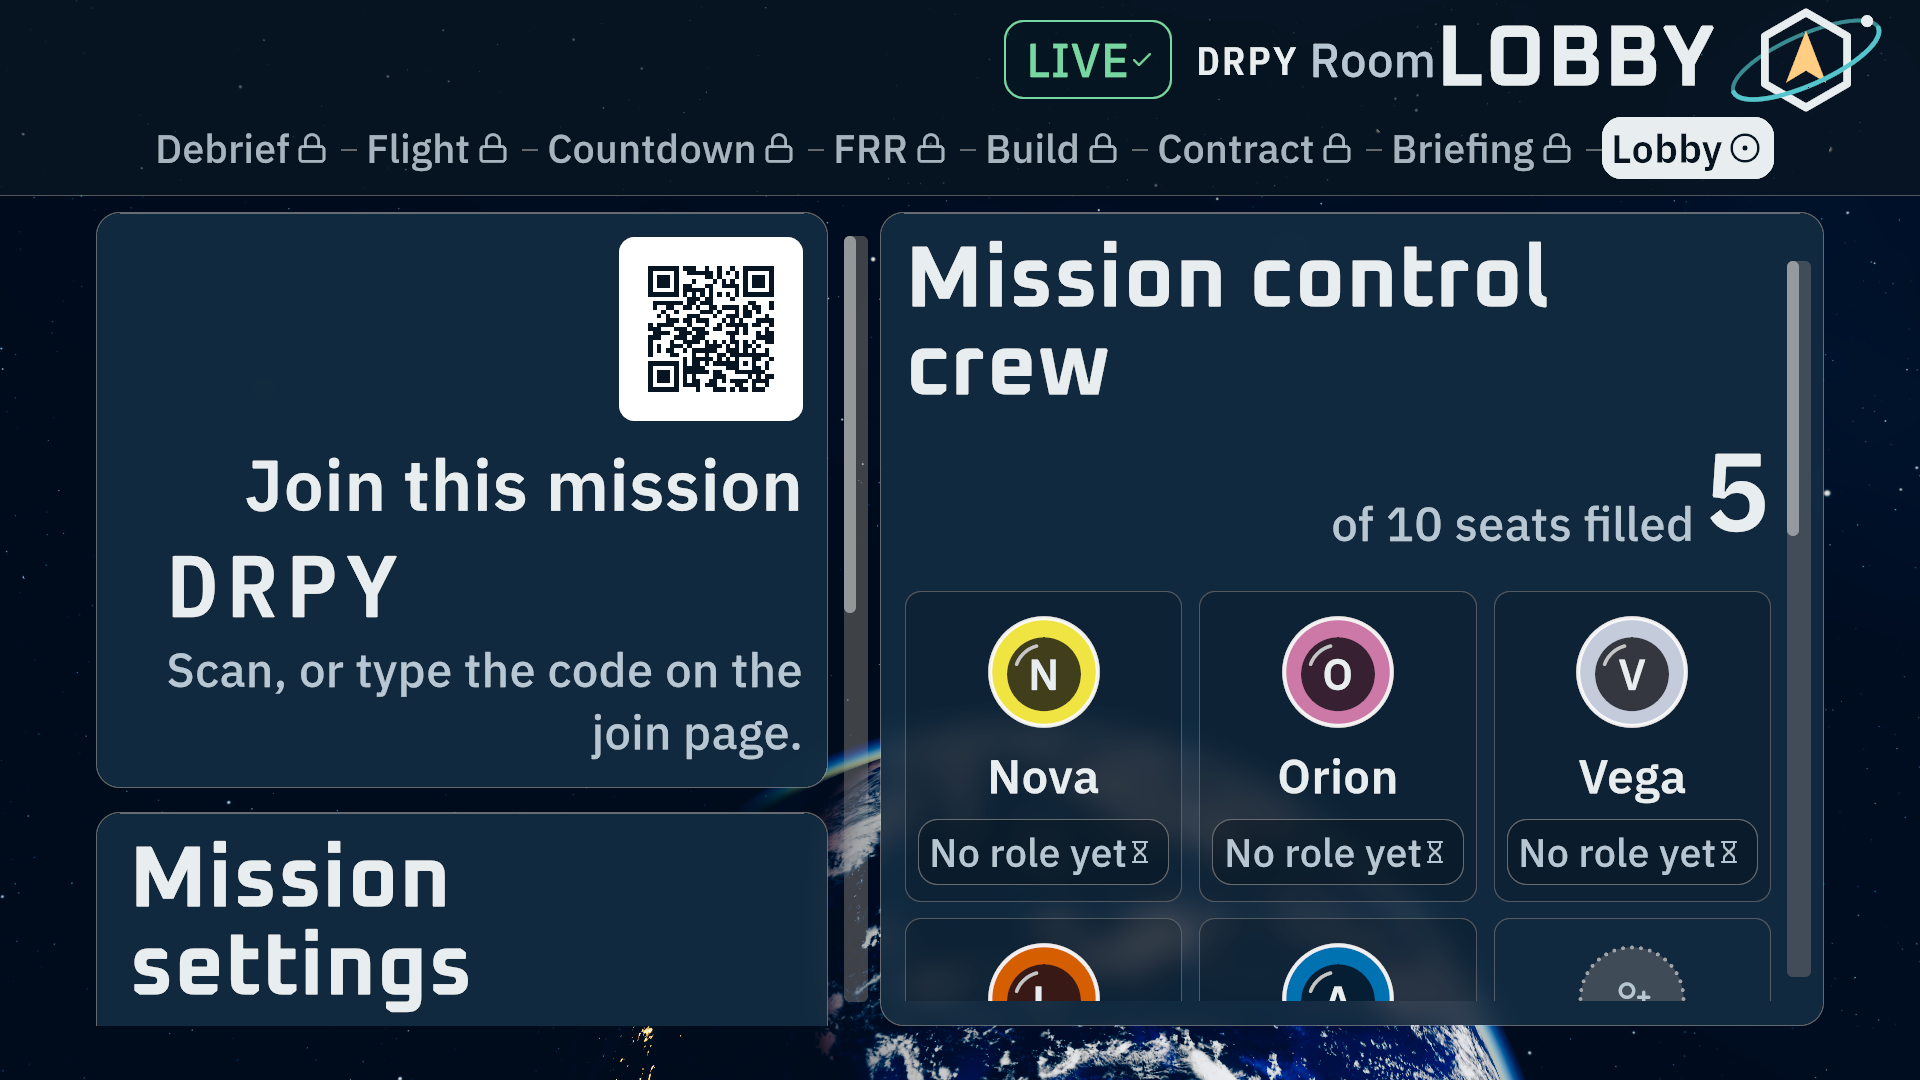 LIVE
DRPY Room
LOBBY
Debrief – Flight – Countdown – FRR – Build – Contract – Briefing – Lobby
Join this mission
DRPY
Scan, or type the code on the
join page.
Mission
settings
Mission control
crew
of 10 seats filled 5
N
Nova
No role yet
O
Orion
No role yet
V
Vega
No role yet
A